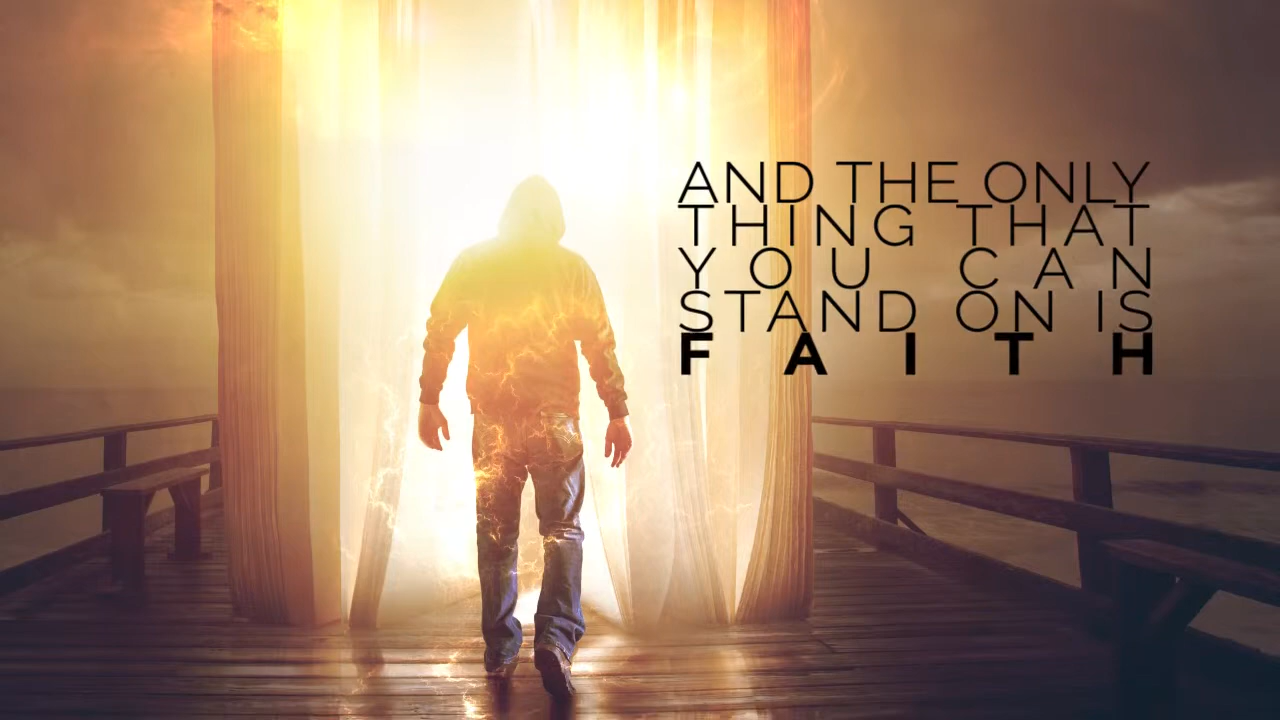 AND THE ONLY
THING THAT
YOU CAN
STAND ON IS
FAITH